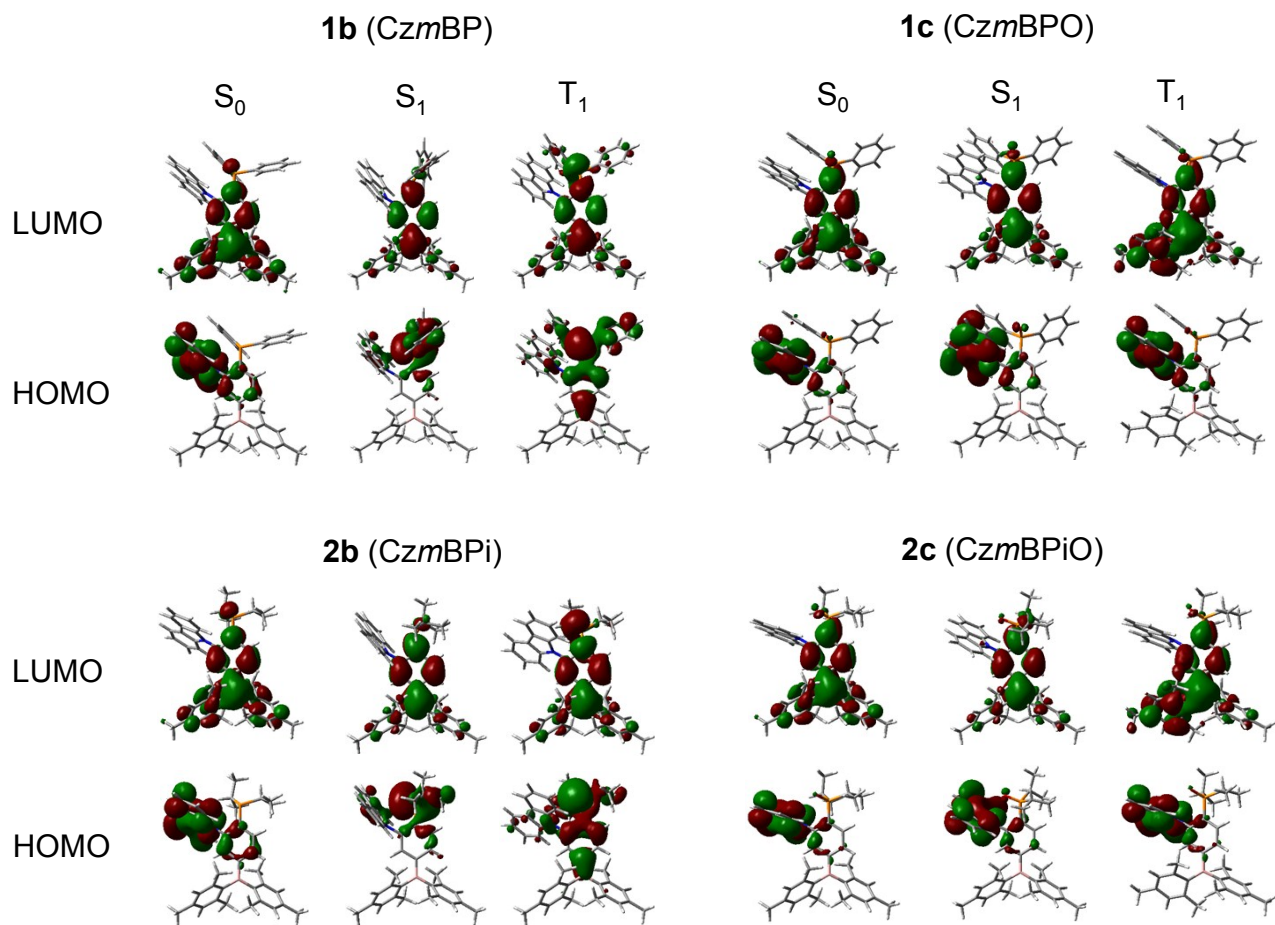 1b (CzmBP) 1c (CzmBPO)
S0 S1 T1 S0 S1 T1
LUMO
HOMO
2b (CzmBPi) 2c (CzmBPiO)
LUMO
HOMO